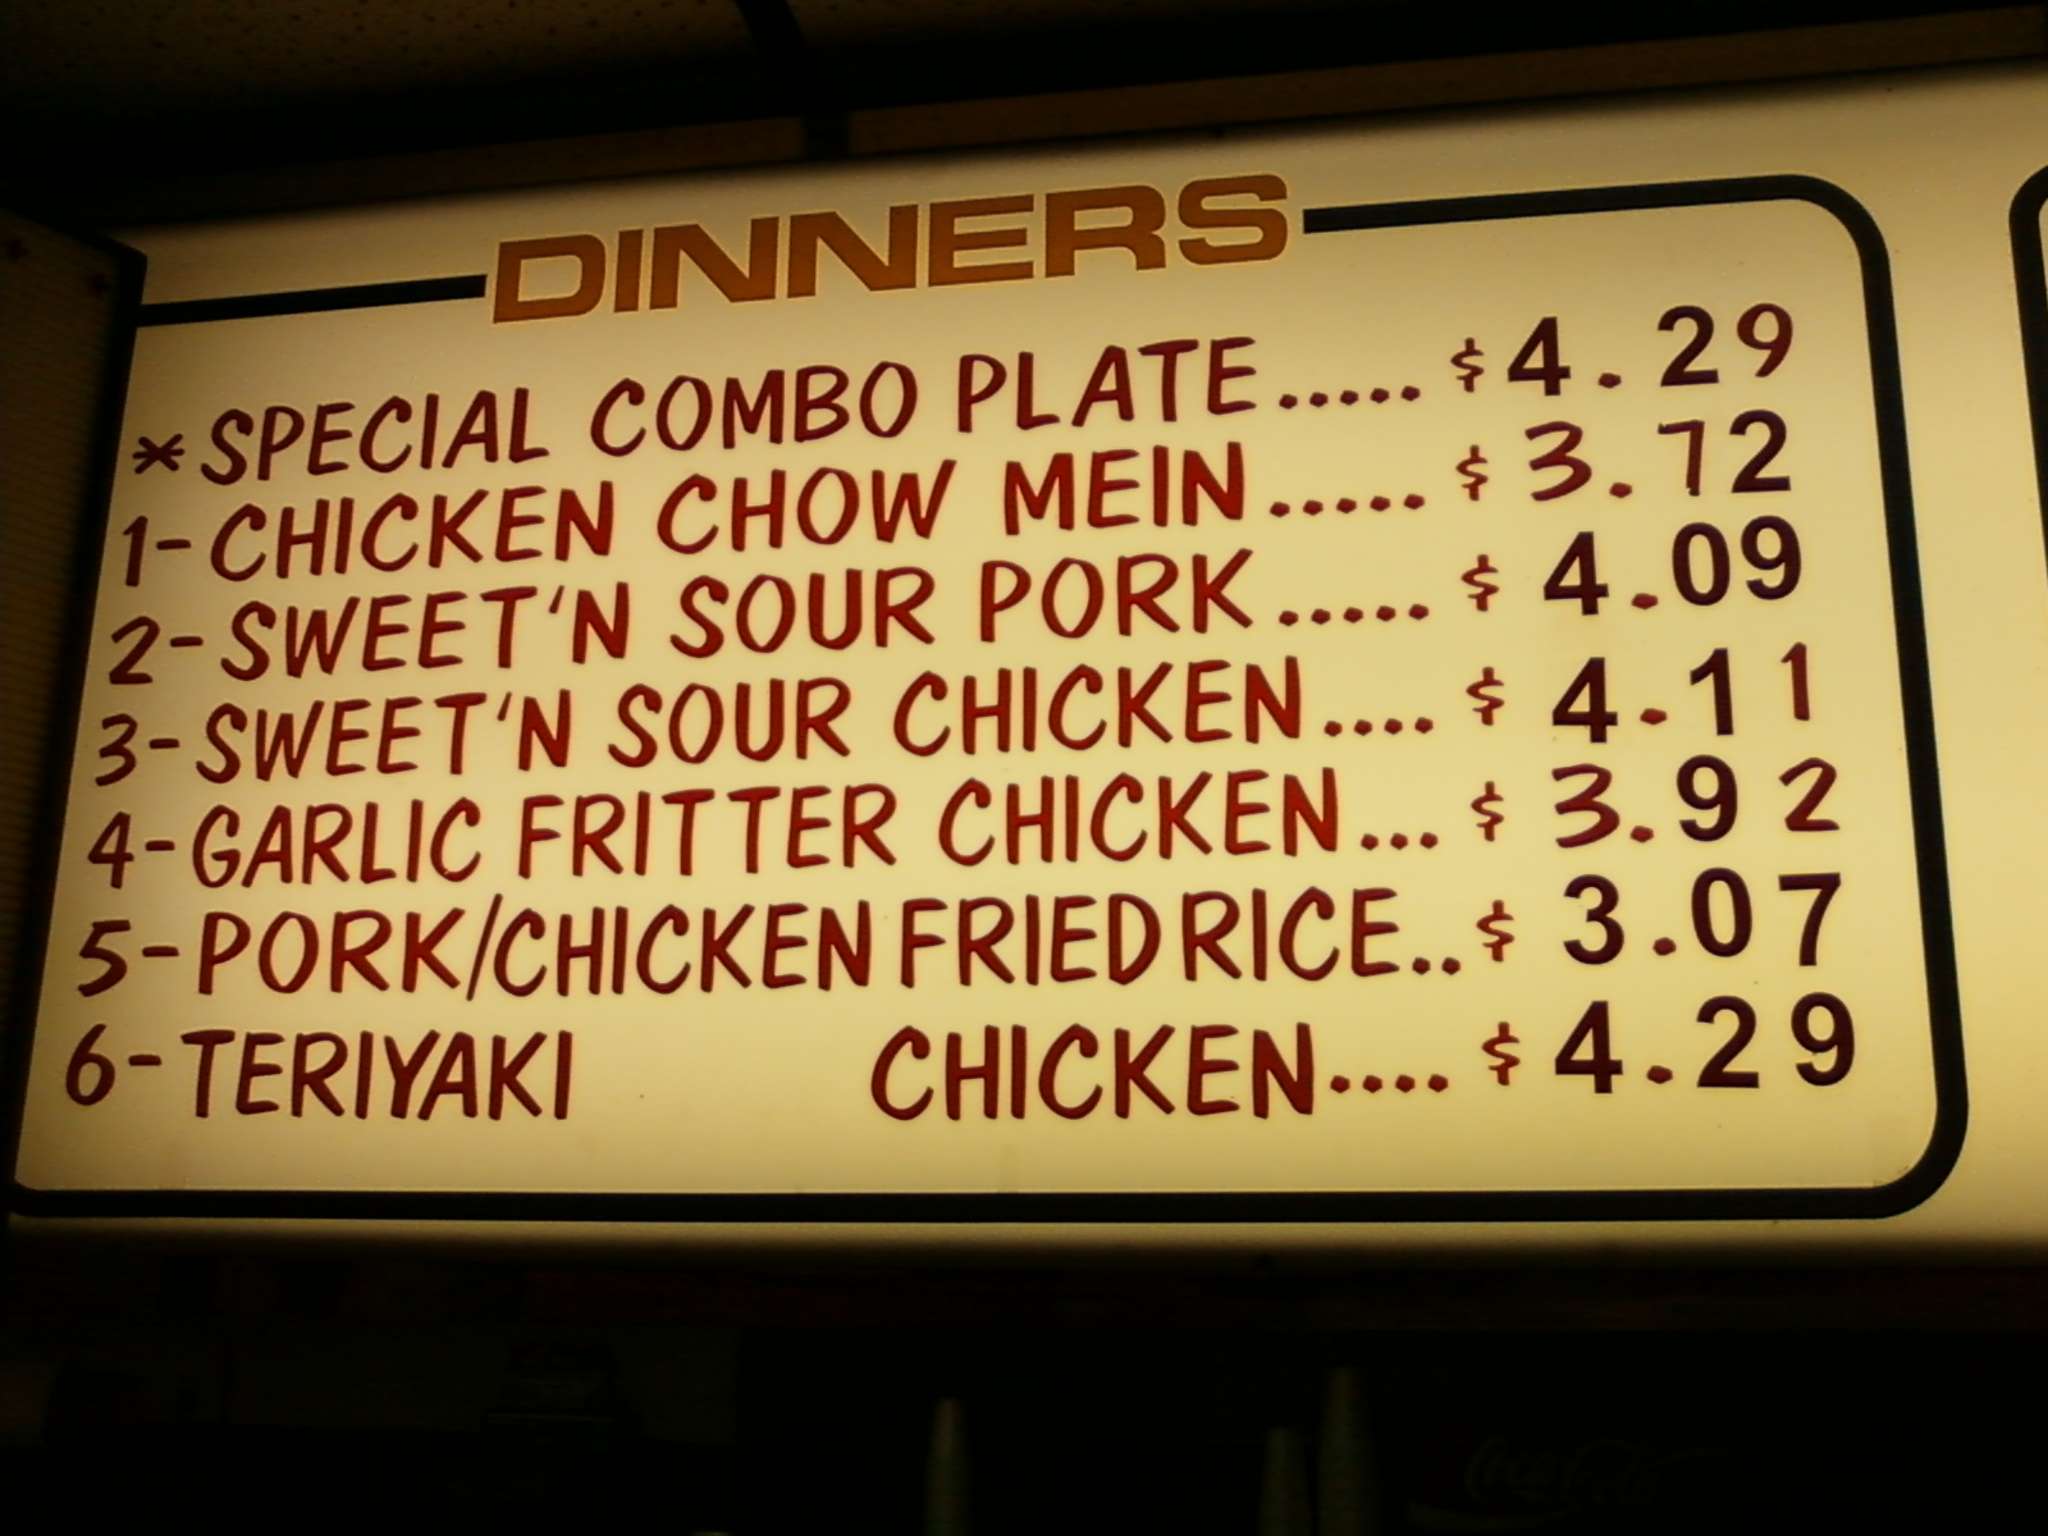 DINNERS
*SPECIAL COMBO PLATE.....$4.29
1-CHICKEN CHOW MEIN.....$3.72
2-SWEET'N SOUR PORK.....$4.09
3-SWEET'N SOUR CHICKEN....$4.11
4-GARLIC FRITTER CHICKEN...$3.92
5-PORK/CHICKEN FRIED RICE..$3.07
6-TERIYAKI CHICKEN....$4.29
Coca-Cola